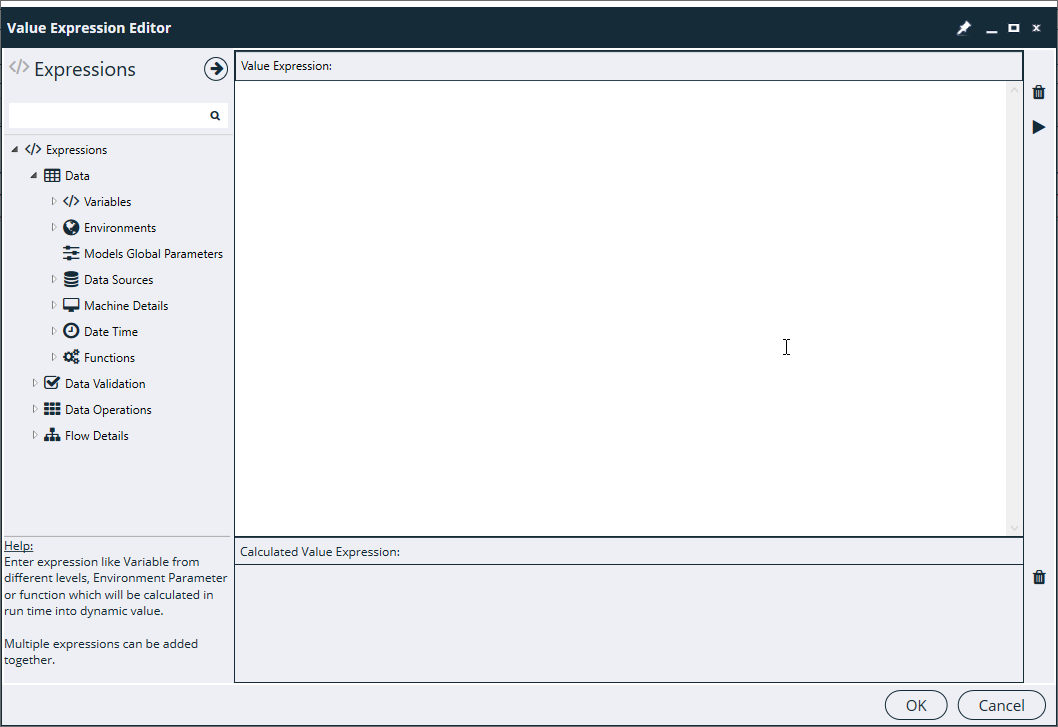 Value Expression Editor
Expressions
Value Expression:
Expressions
Data
Variables
Environments
Models Global Parameters
Data Sources
Machine Details
Date Time
Functions
Data Validation
Data Operations
Flow Details
Help:
Enter expression like Variable from
different levels, Environment Parameter
or function which will be calculated in
run time into dynamic value.
Multiple expressions can be added
together.
Calculated Value Expression:
OK
Cancel